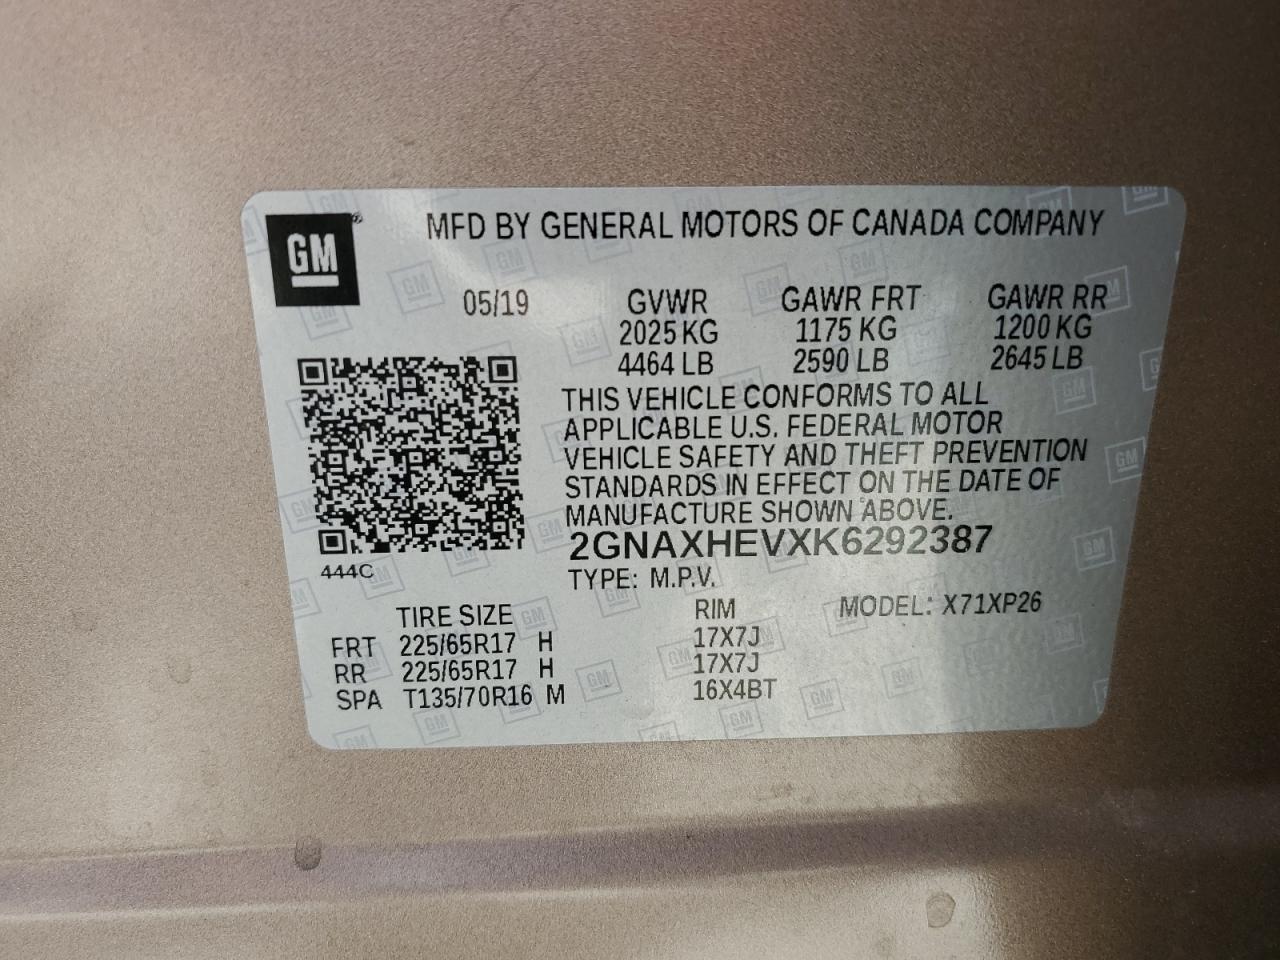 GM®
MFD BY GENERAL MOTORS OF CANADA COMPANY
05/19 GVWR GAWR FRT GAWR RR
2025 KG 1175 KG 1200 KG
4464 LB 2590 LB 2645 LB
THIS VEHICLE CONFORMS TO ALL
APPLICABLE U.S. FEDERAL MOTOR
VEHICLE SAFETY AND THEFT PREVENTION
STANDARDS IN EFFECT ON THE DATE OF
MANUFACTURE SHOWN ABOVE.
2GNAXHEVXK6292387
444C
TYPE: M.P.V.
TIRE SIZE RIM MODEL: X71XP26
FRT 225/65R17 H 17X7J
RR 225/65R17 H 17X7J
SPA T135/70R16 M 16X4BT